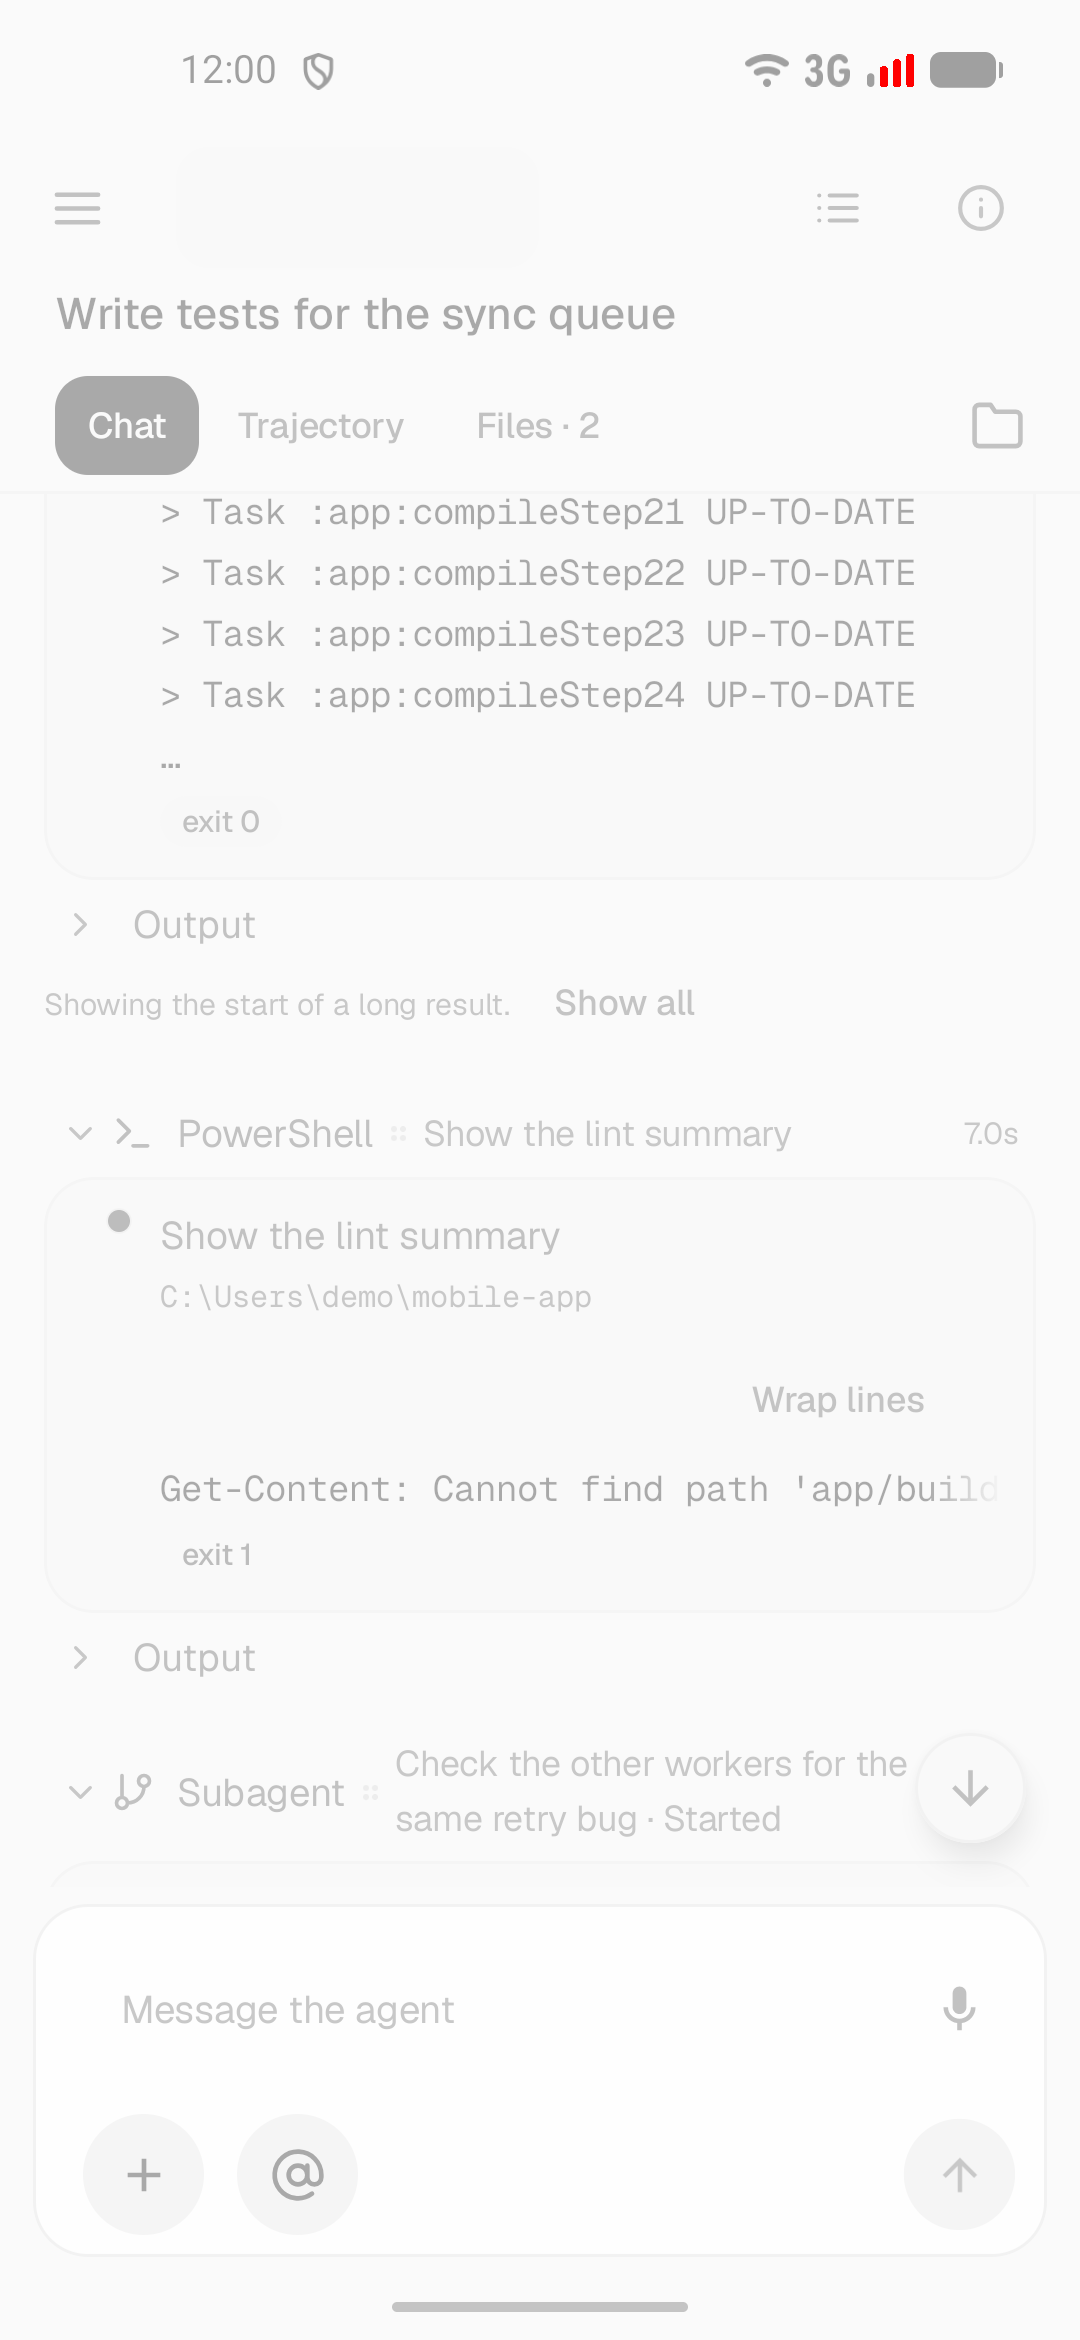 12:00
3G
Write tests for the sync queue
Chat
Trajectory
Files · 2
> Task :app:compileStep21 UP-TO-DATE
> Task :app:compileStep22 UP-TO-DATE
> Task :app:compileStep23 UP-TO-DATE
> Task :app:compileStep24 UP-TO-DATE
…
exit 0
Output
Showing the start of a long result.
Show all
PowerShell
Show the lint summary
7.0s
Show the lint summary
C:\Users\demo\mobile-app
Wrap lines
Get-Content: Cannot find path 'app/build
exit 1
Output
Subagent
Check the other workers for the
same retry bug · Started
Message the agent